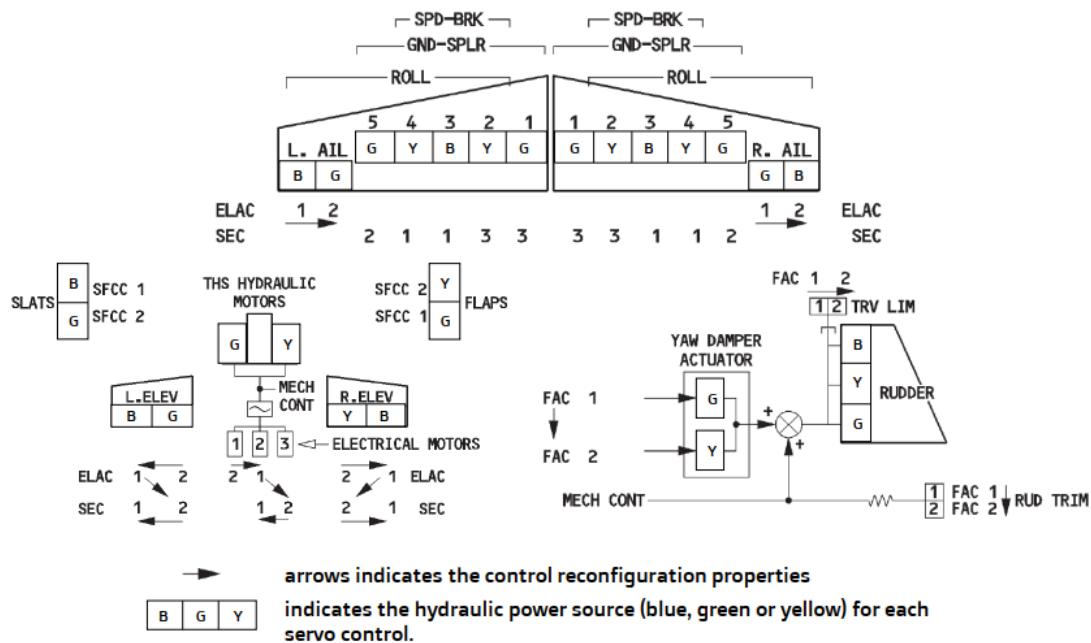 SPD-BRK SPD-BRK
GND-SPLR GND-SPLR
ROLL ROLL
5 4 3 2 1 1 2 3 4 5
G Y B Y G G Y B Y G
L. AIL R. AIL
B G G B
ELAC 1 2 1 2 ELAC
SEC 2 1 1 3 3 3 3 1 1 2 SEC
SLATS B SFCC 1
G SFCC 2
THS HYDRAULIC
MOTORS
G Y
SFCC 2 Y FLAPS
SFCC 1 G
MECH
CONT
L.ELEV
B G
R.ELEV
Y B
1 2 3 ELECTRICAL MOTORS
ELAC 1 2 2 1 2 1 ELAC
SEC 1 2 1 2 2 1 SEC
FAC 1 2
1 2 TRV LIM
YAW DAMPER
ACTUATOR
FAC 1 G
FAC 2 Y
+
+
B
Y
G
RUDDER
MECH CONT
1 FAC 1
2 FAC 2
RUD TRIM
arrows indicates the control reconfiguration properties
B G Y indicates the hydraulic power source (blue, green or yellow) for each
servo control.